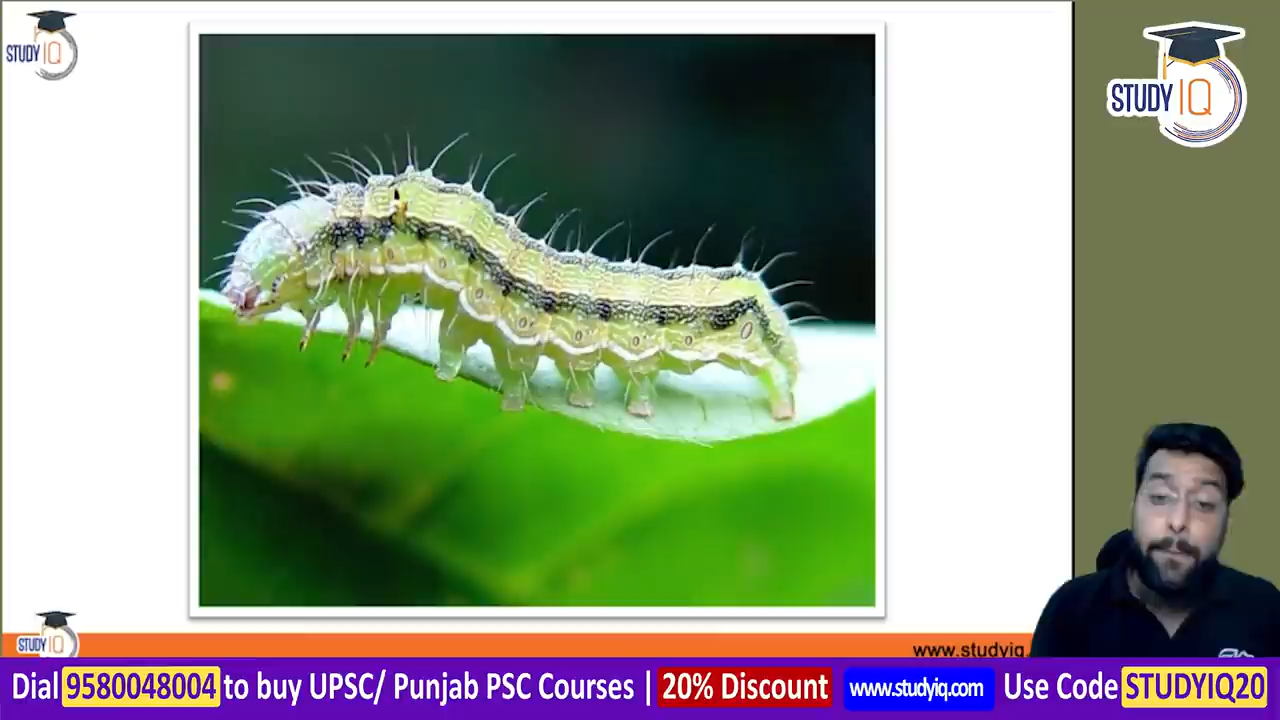 STUDY IQ
STUDY IQ
STUDY IQ
www.studyiq.
Dial 9580048004 to buy UPSC/ Punjab PSC Courses | 20% Discount www.studyiq.com Use Code STUDYIQ20